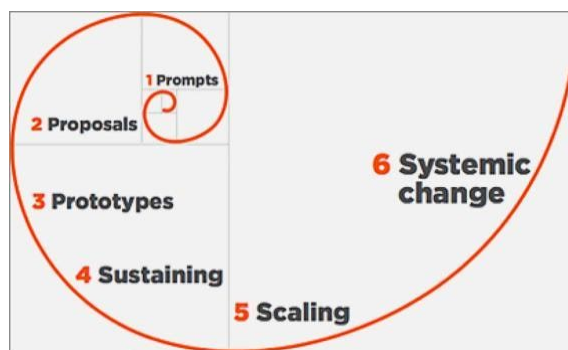 1 Prompts
2 Proposals
3 Prototypes
4 Sustaining
5 Scaling
6 Systemic
change